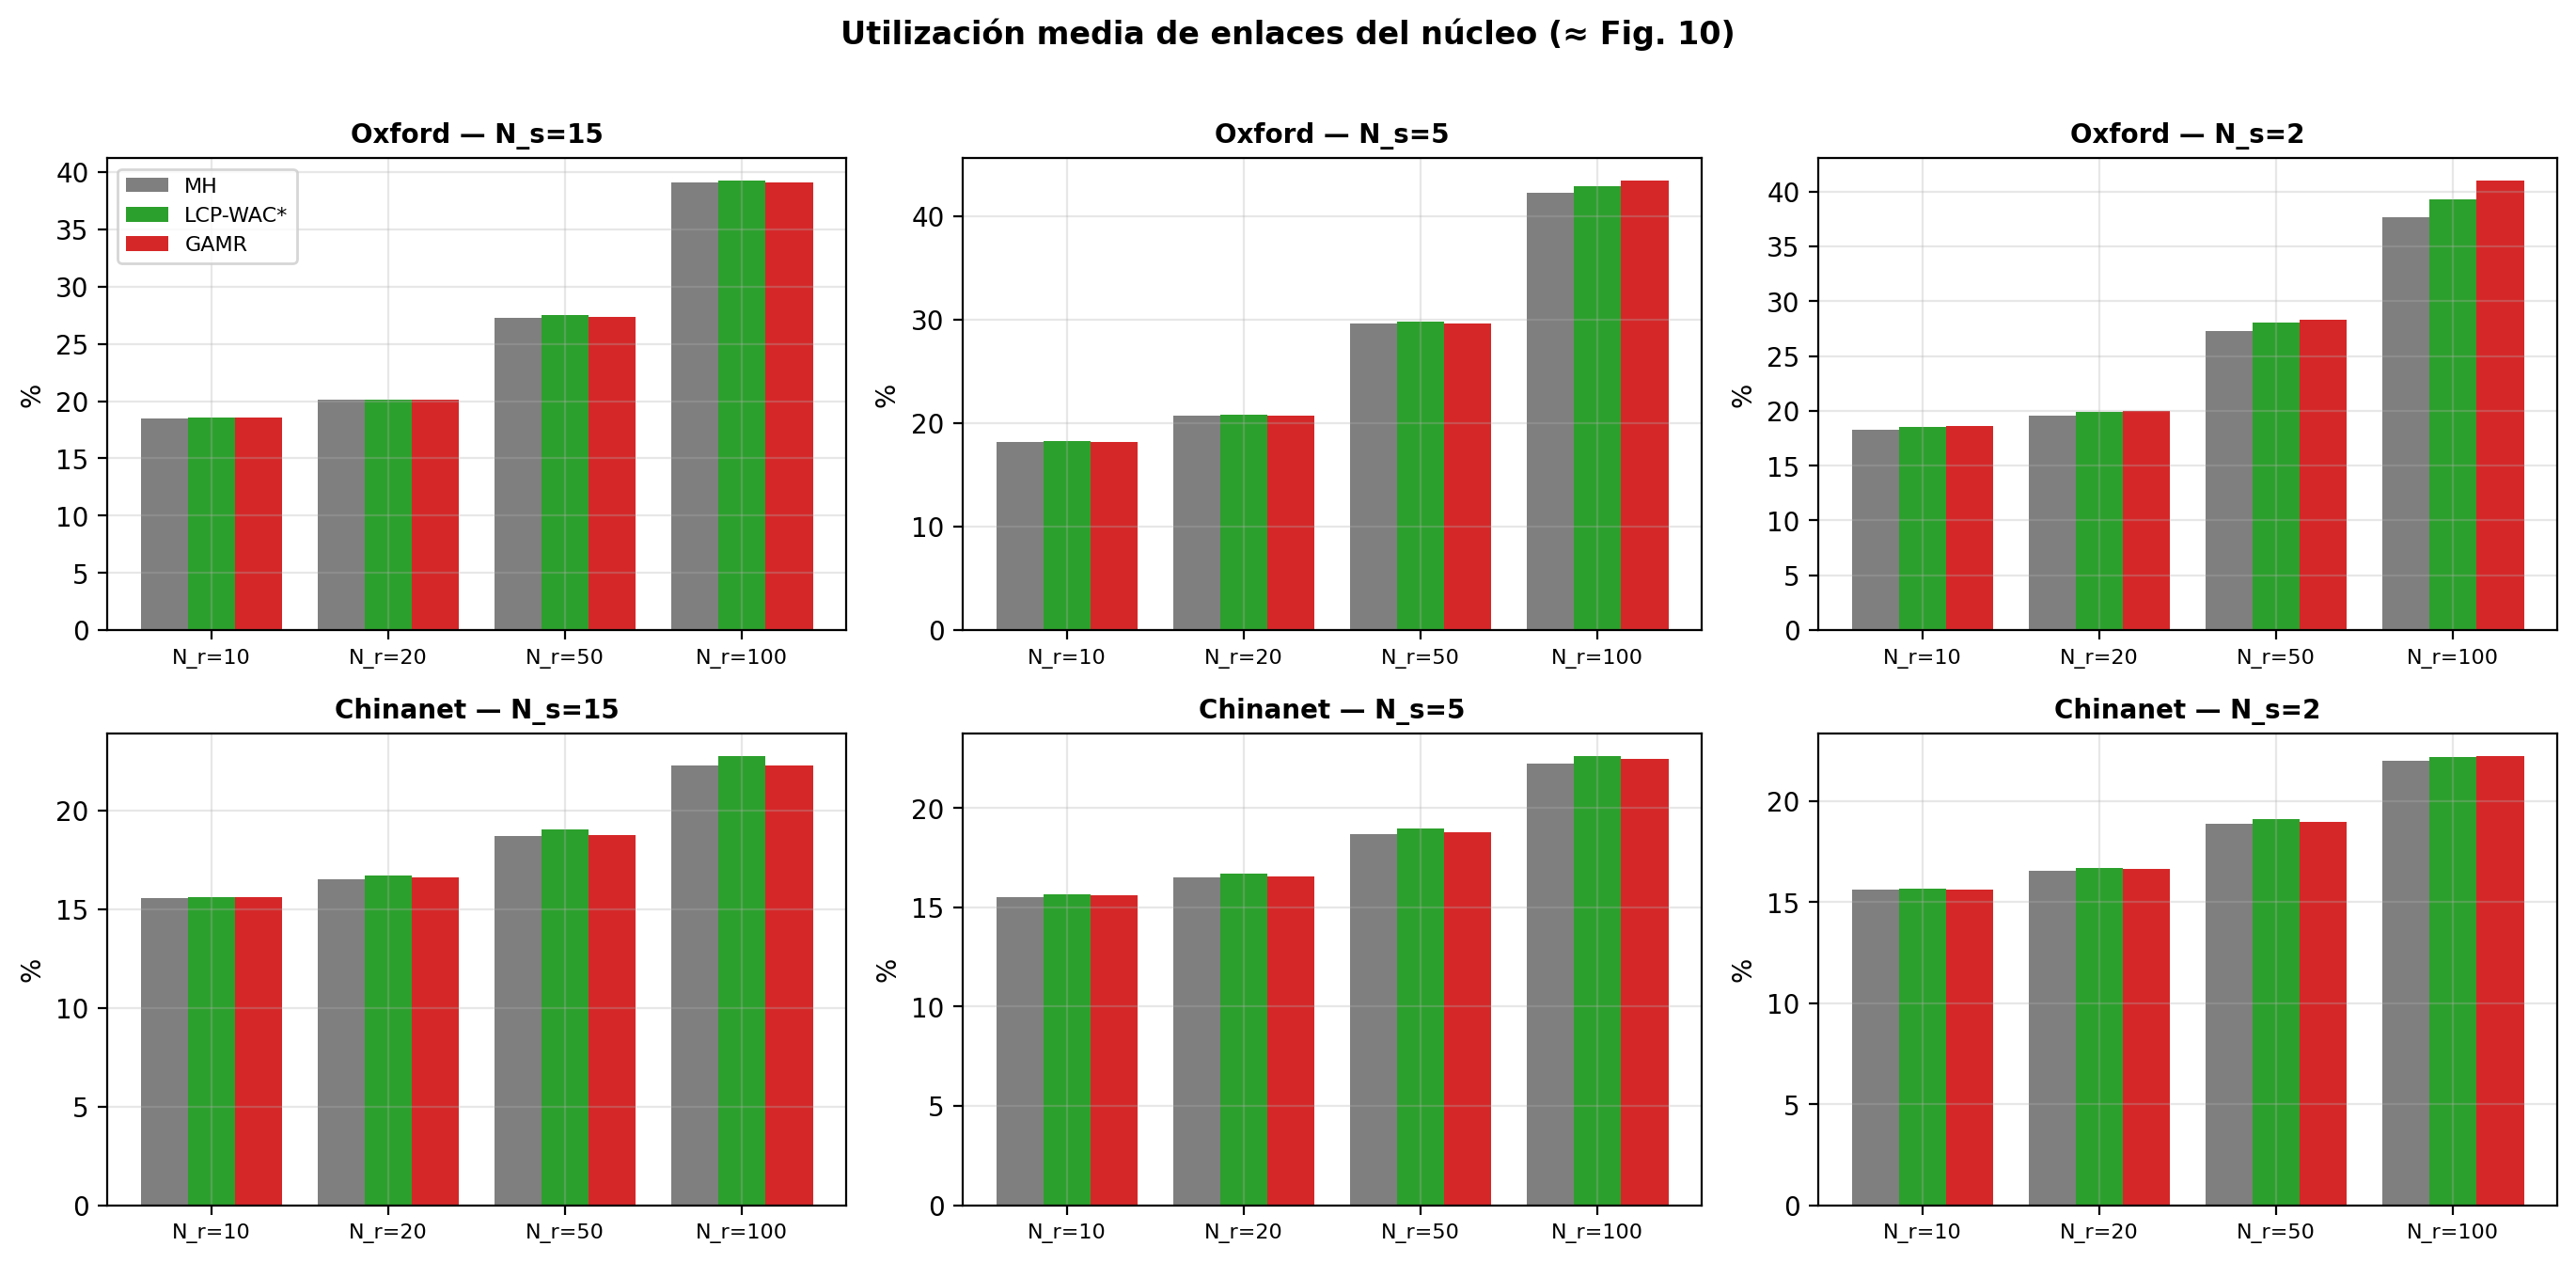 Utilización media de enlaces del núcleo (≈ Fig. 10)
Oxford — N_s=15
40
35
30
25
20
15
10
5
0
%
MH
LCP-WAC*
GAMR
N_r=10
N_r=20
N_r=50
N_r=100
Oxford — N_s=5
40
30
20
10
0
%
N_r=10
N_r=20
N_r=50
N_r=100
Oxford — N_s=2
40
35
30
25
20
15
10
5
0
%
N_r=10
N_r=20
N_r=50
N_r=100
Chinanet — N_s=15
20
15
10
5
0
%
N_r=10
N_r=20
N_r=50
N_r=100
Chinanet — N_s=5
20
15
10
5
0
%
N_r=10
N_r=20
N_r=50
N_r=100
Chinanet — N_s=2
20
15
10
5
0
%
N_r=10
N_r=20
N_r=50
N_r=100